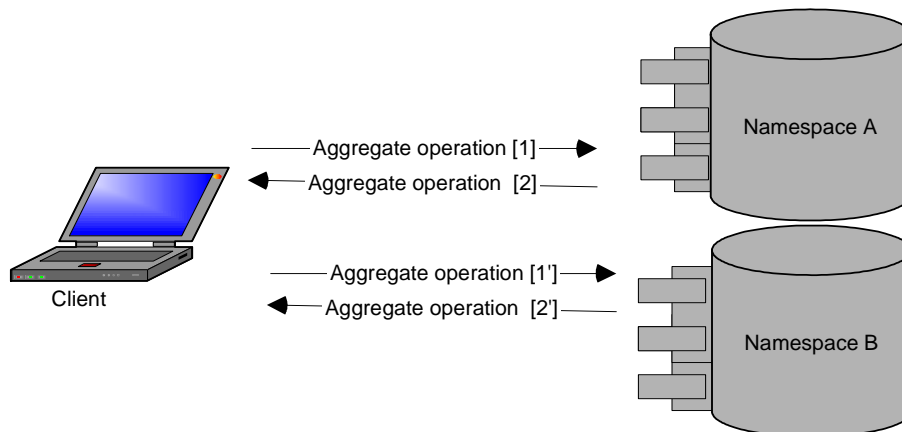 Namespace A
Aggregate operation [1]
Aggregate operation [2]
Client
Aggregate operation [1']
Aggregate operation [2']
Namespace B